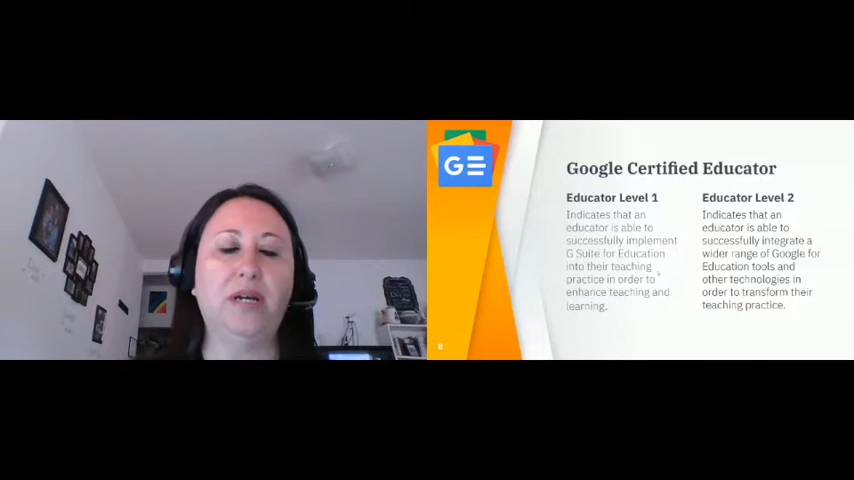 GE
Google Certified Educator
Educator Level 1
Indicates that an
educator is able to
successfully implement
G Suite for Education
into their teaching
practice in order to
enhance teaching and
learning.
Educator Level 2
Indicates that an
educator is able to
successfully integrate a
wider range of Google for
Education tools and
other technologies in
order to transform their
teaching practice.
8